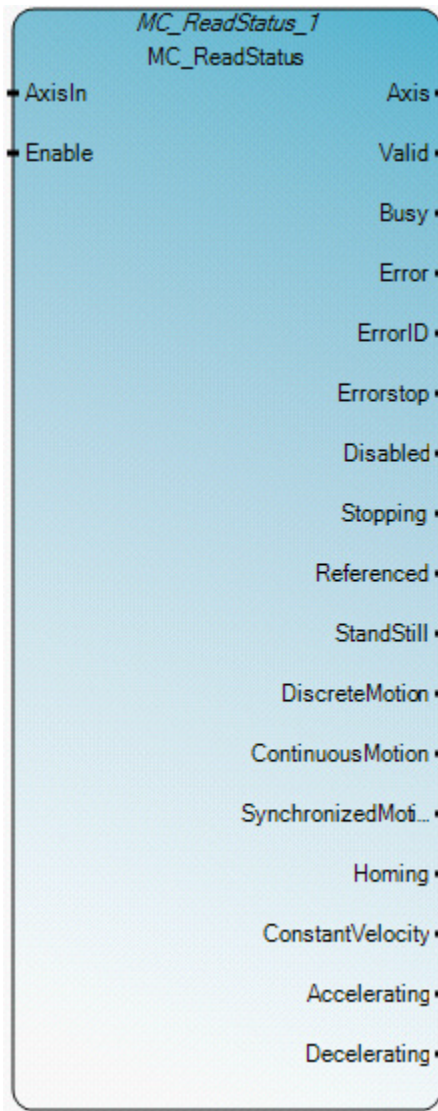 MC_ReadStatus_1
MC_ReadStatus
AxisIn Axis
Enable Valid
Busy
Error
ErrorID
Errorstop
Disabled
Stopping
Referenced
StandStill
DiscreteMotion
ContinuousMotion
SynchronizedMoti...
Homing
ConstantVelocity
Accelerating
Decelerating